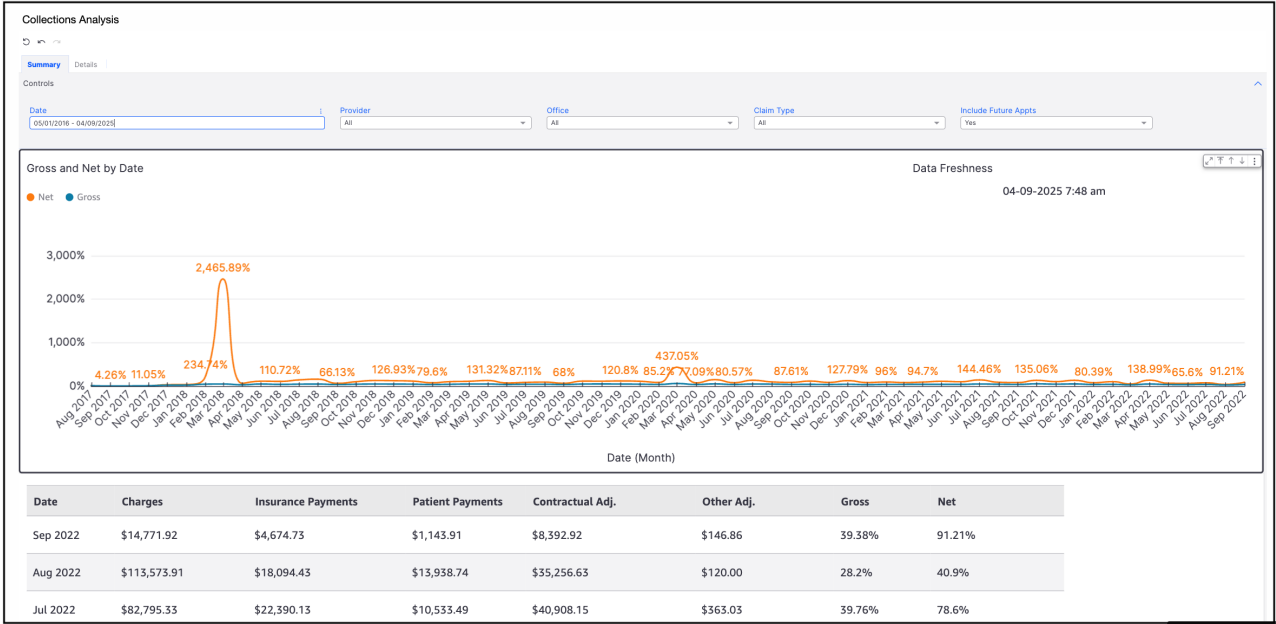 Collections Analysis
Summary Details
Controls
Date Provider Office Claim Type Include Future Appts
05/01/2016 - 04/09/2025 All All All Yes
Gross and Net by Date Data Freshness
04-09-2025 7:48 am
Net Gross
3,000%
2,465.89%
2,000%
1,000%
437.05%
234.74%
4.26% 11.05% 110.72% 66.13% 126.93% 79.6% 131.32% 87.11% 68% 120.8% 85.2% 77.09% 80.57% 87.61% 127.79% 96% 94.7% 144.46% 135.06% 80.39% 138.99% 65.6% 91.21%
0%
Aug 2017 Sep 2017 Oct 2017 Nov 2017 Dec 2017 Jan 2018 Feb 2018 Mar 2018 Apr 2018 May 2018 Jun 2018 Jul 2018 Aug 2018 Sep 2018 Oct 2018 Nov 2018 Dec 2018 Jan 2019 Feb 2019 Mar 2019 Apr 2019 May 2019 Jun 2019 Jul 2019 Aug 2019 Sep 2019 Oct 2019 Nov 2019 Dec 2019 Jan 2020 Feb 2020 Mar 2020 Apr 2020 May 2020 Jun 2020 Jul 2020 Aug 2020 Sep 2020 Oct 2020 Nov 2020 Dec 2020 Jan 2021 Feb 2021 Mar 2021 Apr 2021 May 2021 Jun 2021 Jul 2021 Aug 2021 Sep 2021 Oct 2021 Nov 2021 Dec 2021 Jan 2022 Feb 2022 Mar 2022 Apr 2022 May 2022 Jun 2022 Jul 2022 Aug 2022 Sep 2022
Date (Month)
Date Charges Insurance Payments Patient Payments Contractual Adj. Other Adj. Gross Net
Sep 2022 $14,771.92 $4,674.73 $1,143.91 $8,392.92 $146.86 39.38% 91.21%
Aug 2022 $113,573.91 $18,094.43 $13,938.74 $35,256.63 $120.00 28.2% 40.9%
Jul 2022 $82,795.33 $22,390.13 $10,533.49 $40,908.15 $363.03 39.76% 78.6%